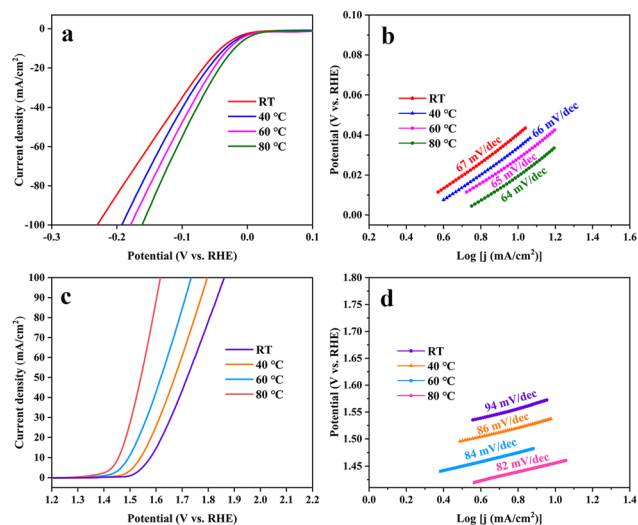 a
Current density (mA/cm²)
0
-20
-40
-60
-80
-100
RT
40 °C
60 °C
80 °C
-0.3
-0.2
-0.1
0.0
0.1
Potential (V vs. RHE)
b
Potential (V vs. RHE)
0.10
0.08
0.06
0.04
0.02
0.00
RT
40 °C
60 °C
80 °C
67 mV/dec
66 mV/dec
65 mV/dec
64 mV/dec
0.2
0.4
0.6
0.8
1.0
1.2
1.4
1.6
Log [j (mA/cm²)]
c
Current density (mA/cm²)
100
90
80
70
60
50
40
30
20
10
0
RT
40 °C
60 °C
80 °C
1.2
1.3
1.4
1.5
1.6
1.7
1.8
1.9
2.0
2.1
2.2
Potential (V vs. RHE)
d
Potential (V vs. RHE)
1.80
1.75
1.70
1.65
1.60
1.55
1.50
1.45
RT
40 °C
60 °C
80 °C
94 mV/dec
86 mV/dec
84 mV/dec
82 mV/dec
0.0
0.4
0.8
1.2
1.6
Log [j (mA/cm²)]